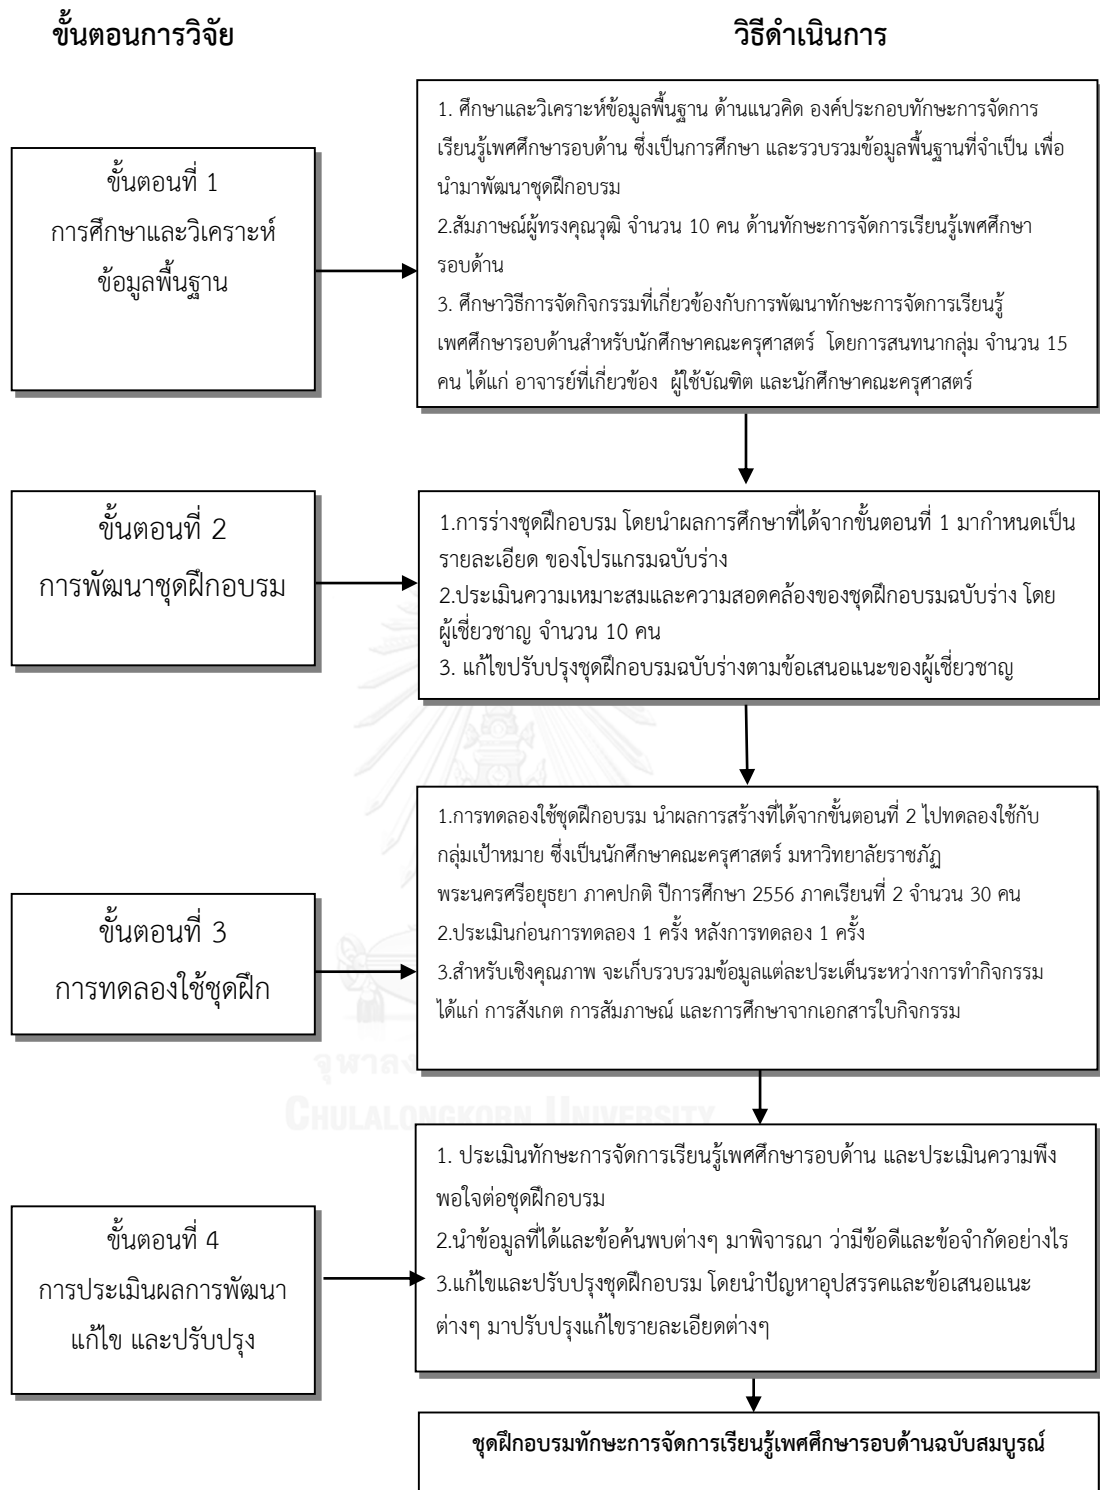 ขั้นตอนการวิจัย
วิธีดำเนินการ
ขั้นตอนที่ 1
การศึกษาและวิเคราะห์
ข้อมูลพื้นฐาน
1. ศึกษาและวิเคราะห์ข้อมูลพื้นฐาน ด้านแนวคิด องค์ประกอบทักษะการจัดการ
เรียนรู้เพศศึกษารอบด้าน ซึ่งเป็นการศึกษา และรวบรวมข้อมูลพื้นฐานที่จำเป็น เพื่อ
นำมาพัฒนาชุดฝึกอบรม
2.สัมภาษณ์ผู้ทรงคุณวุฒิ จำนวน 10 คน ด้านทักษะการจัดการเรียนรู้เพศศึกษา
รอบด้าน
3. ศึกษาวิธีการจัดกิจกรรมที่เกี่ยวข้องกับการพัฒนาทักษะการจัดการเรียนรู้
เพศศึกษารอบด้านสำหรับนักศึกษาคณะครุศาสตร์ โดยการสนทนากลุ่ม จำนวน 15
คน ได้แก่ อาจารย์ที่เกี่ยวข้อง ผู้ใช้บัณฑิต และนักศึกษาคณะครุศาสตร์
ขั้นตอนที่ 2
การพัฒนาชุดฝึกอบรม
1.การร่างชุดฝึกอบรม โดยนำผลการศึกษาที่ได้จากขั้นตอนที่ 1 มากำหนดเป็น
รายละเอียด ของโปรแกรมฉบับร่าง
2.ประเมินความเหมาะสมและความสอดคล้องของชุดฝึกอบรมฉบับร่าง โดย
ผู้เชี่ยวชาญ จำนวน 10 คน
3. แก้ไขปรับปรุงชุดฝึกอบรมฉบับร่างตามข้อเสนอแนะของผู้เชี่ยวชาญ
ขั้นตอนที่ 3
การทดลองใช้ชุดฝึก
1.การทดลองใช้ชุดฝึกอบรม นำผลการสร้างที่ได้จากขั้นตอนที่ 2 ไปทดลองใช้กับ
กลุ่มเป้าหมาย ซึ่งเป็นนักศึกษาคณะครุศาสตร์ มหาวิทยาลัยราชภัฏ
พระนครศรีอยุธยา ภาคปกติ ปีการศึกษา 2556 ภาคเรียนที่ 2 จำนวน 30 คน
2.ประเมินก่อนการทดลอง 1 ครั้ง หลังการทดลอง 1 ครั้ง
3.สำหรับเชิงคุณภาพ จะเก็บรวบรวมข้อมูลแต่ละประเด็นระหว่างการทำกิจกรรม
ได้แก่ การสังเกต การสัมภาษณ์ และการศึกษาจากเอกสารใบกิจกรรม
จุฬาลง
CHULALONGKORN UNIVERSITY
ขั้นตอนที่ 4
การประเมินผลการพัฒนา
แก้ไข และปรับปรุง
1. ประเมินทักษะการจัดการเรียนรู้เพศศึกษารอบด้าน และประเมินความพึง
พอใจต่อชุดฝึกอบรม
2.นำข้อมูลที่ได้และข้อค้นพบต่างๆ มาพิจารณา ว่ามีข้อดีและข้อจำกัดอย่างไร
3.แก้ไขและปรับปรุงชุดฝึกอบรม โดยนำปัญหาอุปสรรคและข้อเสนอแนะ
ต่างๆ มาปรับปรุงแก้ไขรายละเอียดต่างๆ
ชุดฝึกอบรมทักษะการจัดการเรียนรู้เพศศึกษารอบด้านฉบับสมบูรณ์